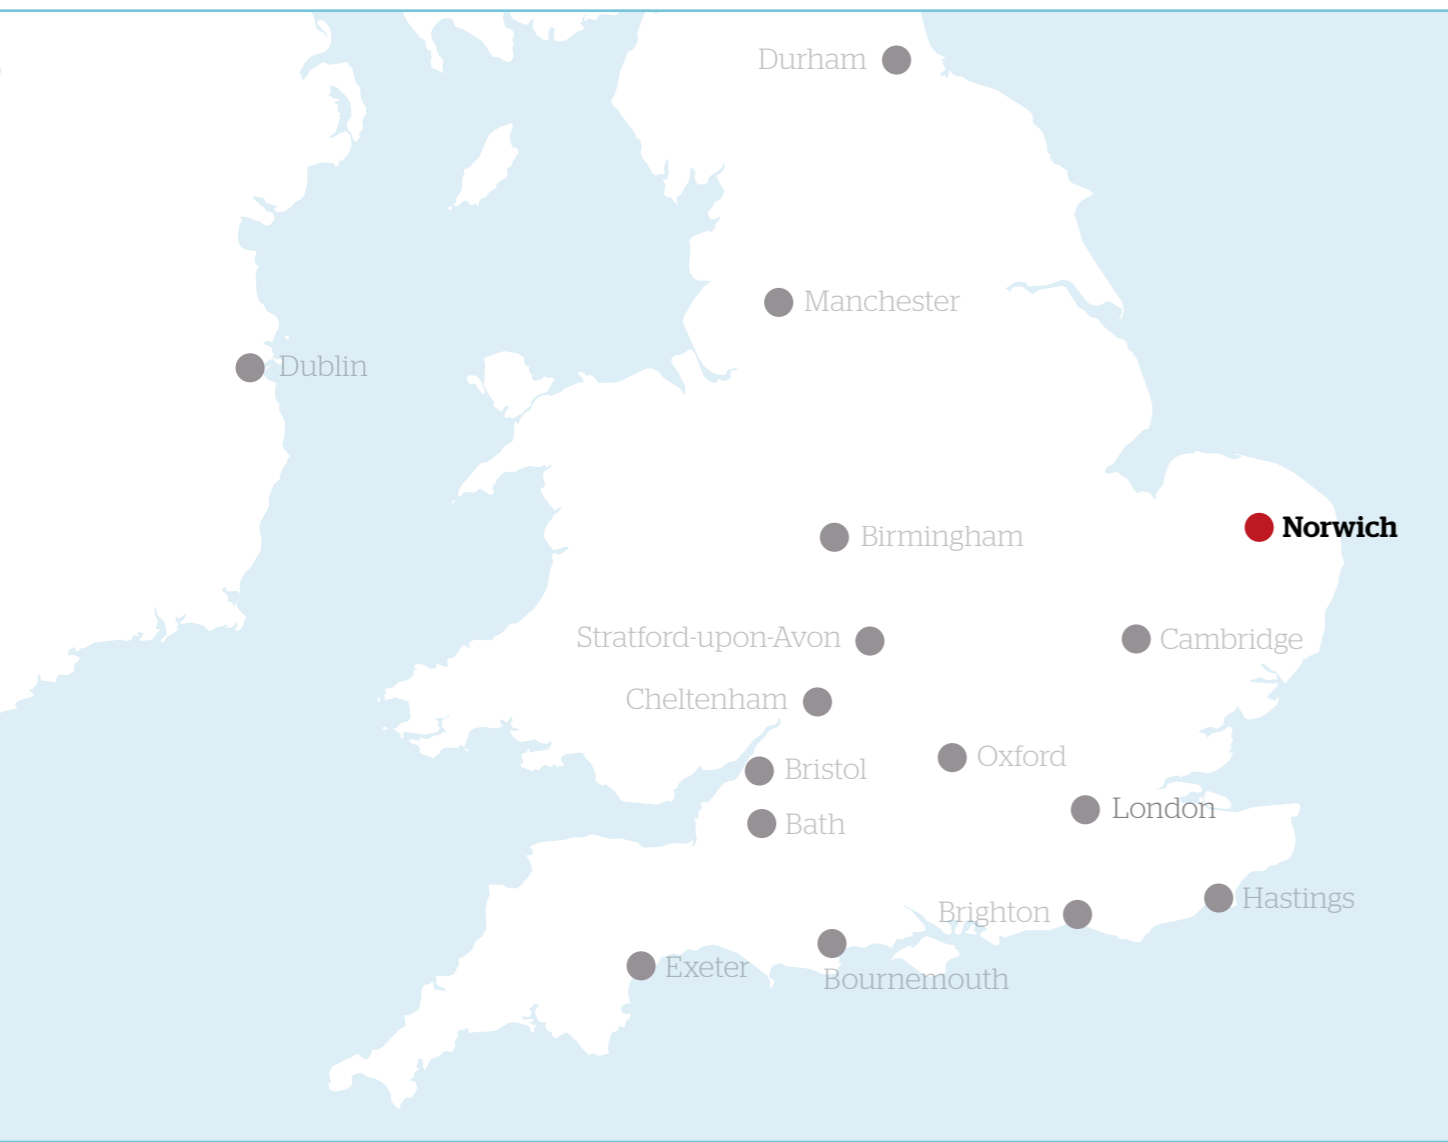 Durham
Manchester
Dublin
Norwich
Birmingham
Stratford-upon-Avon
Cambridge
Cheltenham
Oxford
Bristol
London
Bath
Hastings
Brighton
Exeter
Bournemouth